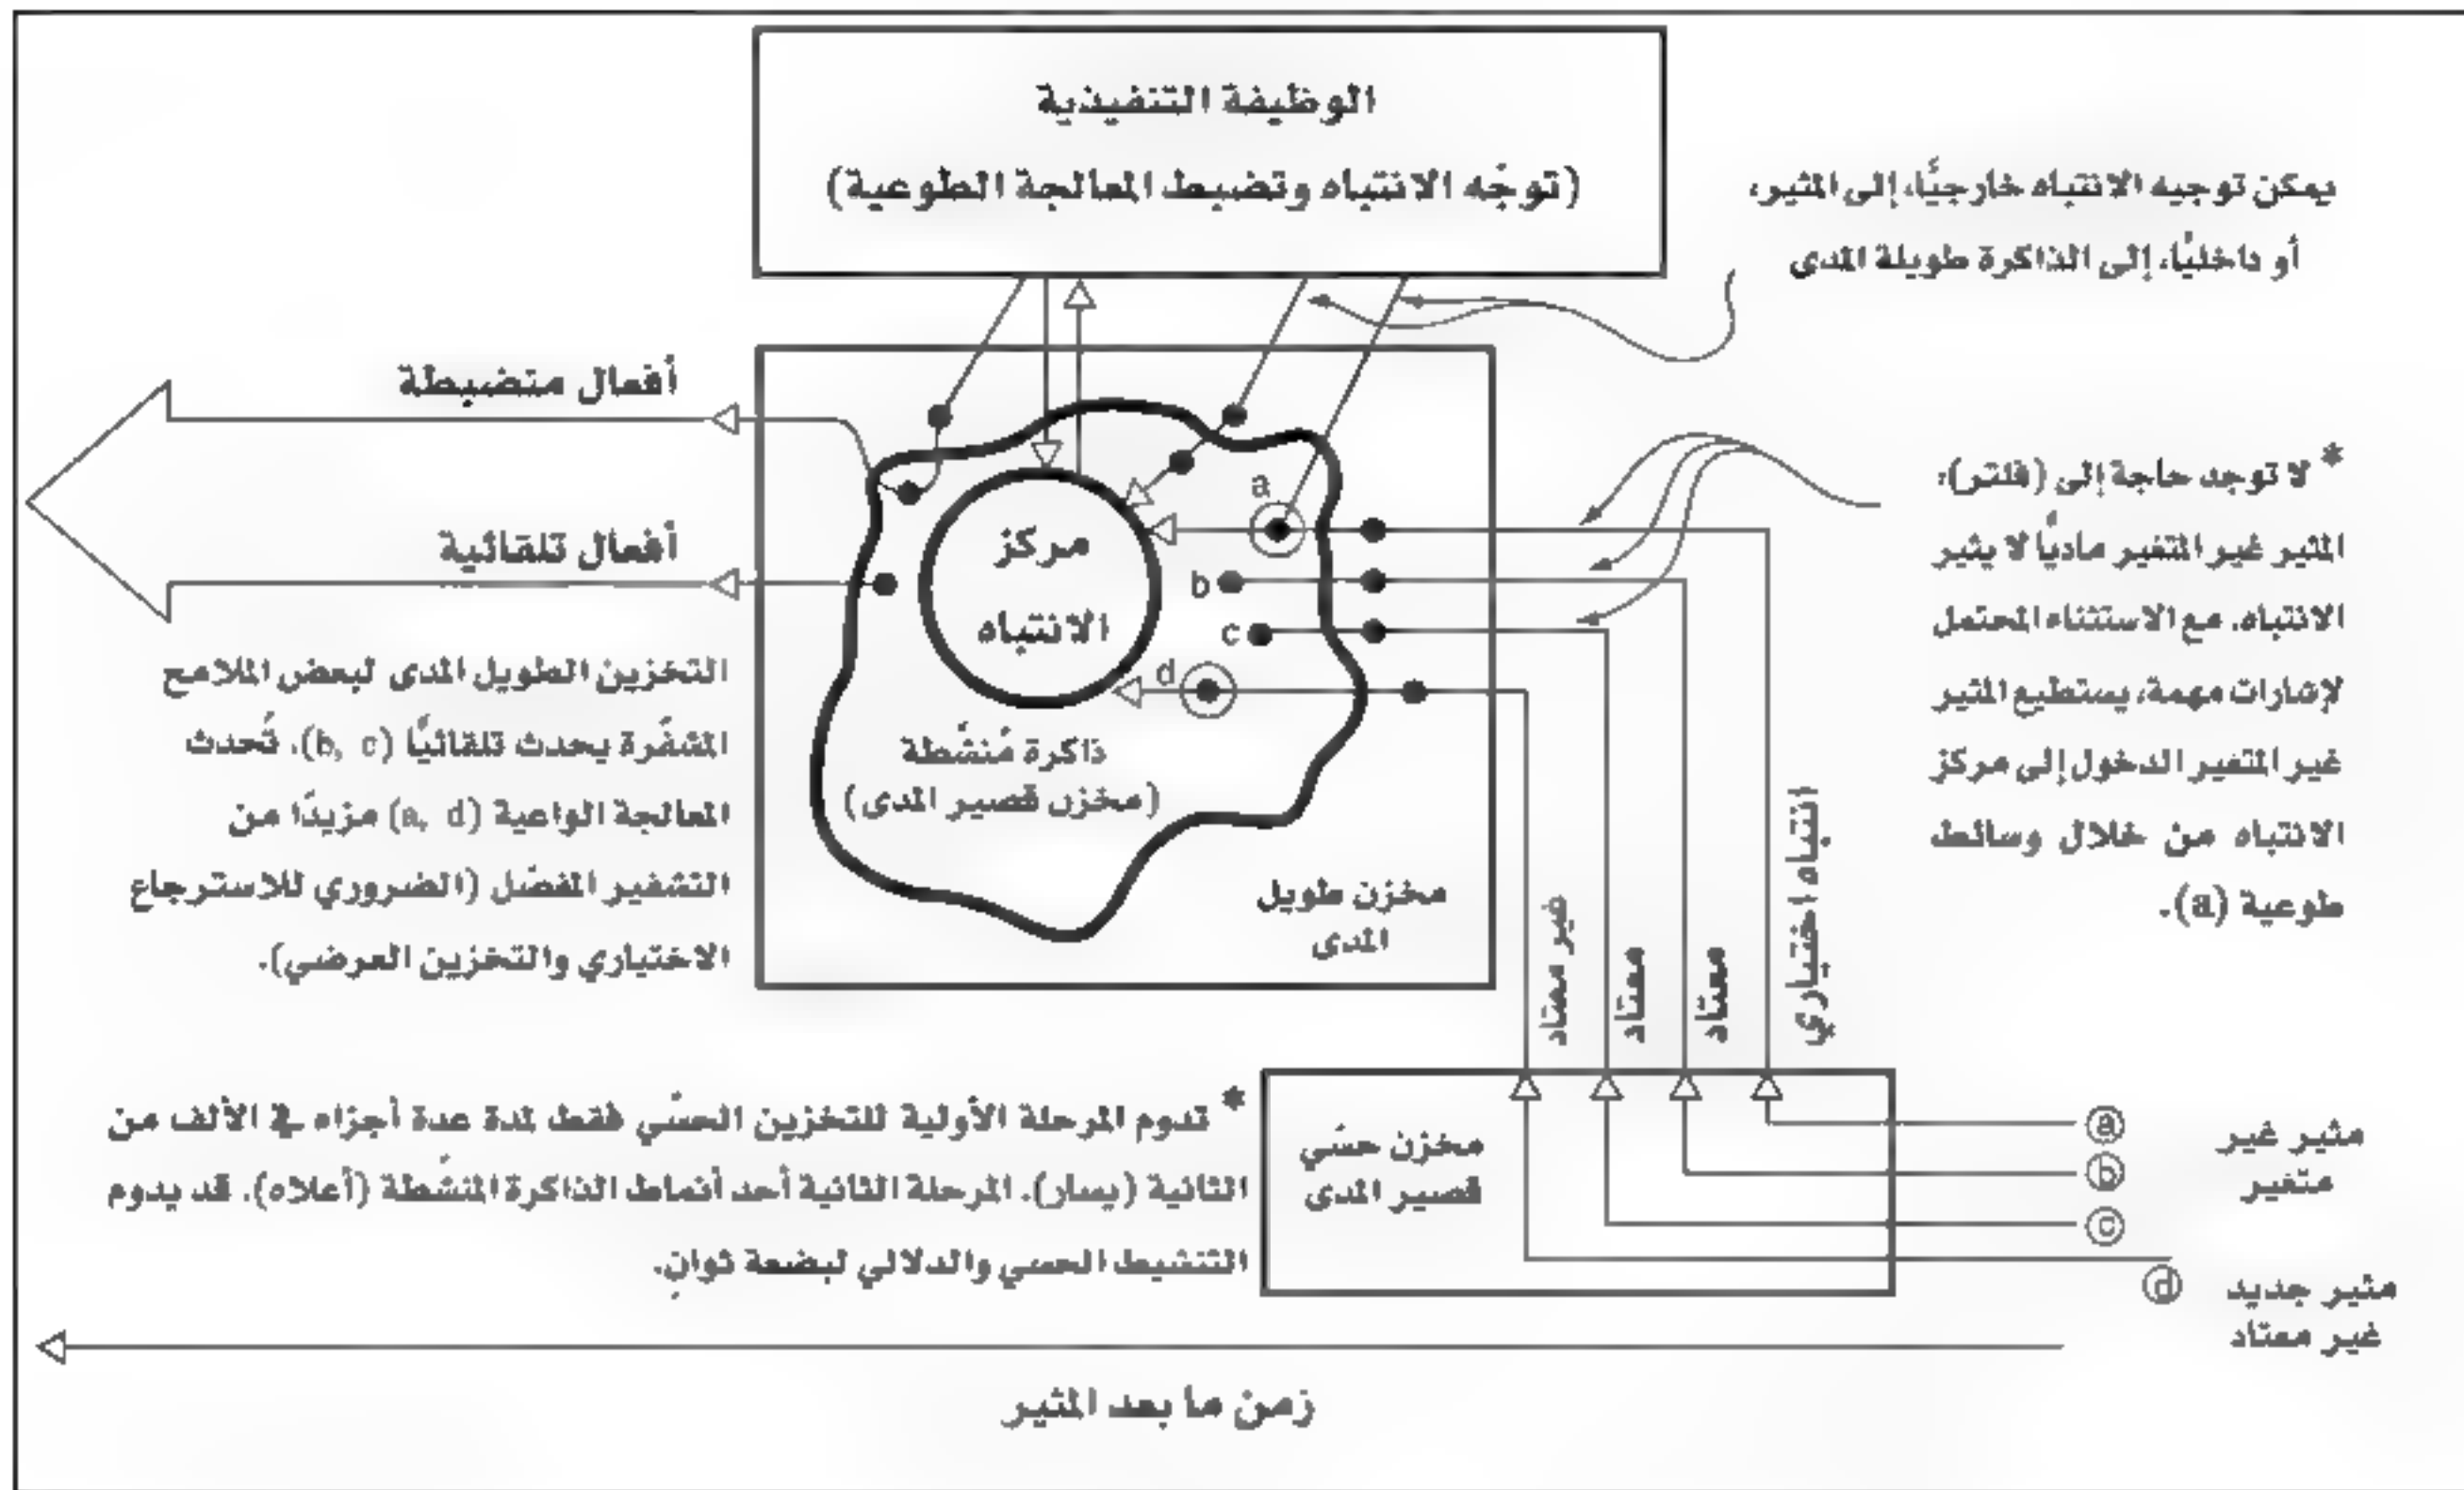 الوظيفة التنفيذية
(توجّه الانتباه وتضبط المعالجة الطوعية)
يمكن توجيه الانتباه خارجيًّا، إلى المثير،
أو داخليًّا، إلى الذاكرة طويلة المدى
* لا توجد حاجة إلى (فلتر)،
المثير غير المتغير ماديًّا لا يثير
الانتباه. مع الاستثناء المحتمل
لإشارات مهمة، يستطيع المثير
غير المتغير الدخول إلى مركز
الانتباه من خلال وسائط
طوعية (a).
أفعال منضبطة
أفعال تلقائية
التخزين الطويل المدى لبعض الملامح
المشفّرة يحدث تلقائيًّا (b, c). تُحدث
المعالجة الواعية (a, d) مزيدًا من
التشفير المفصّل (الضروري للاسترجاع
الاختياري والتخزين العرضي).
a
b
c
d
مركز
الانتباه
ذاكرة مُنشّطة
(مخزن قصير المدى)
مخزن طويل
المدى
انتباه اختياري
معتاد
معتاد
غير معتاد
مخزن حسّي
قصير المدى
مثير غير
متغير
a
b
c
d
مثير جديد
غير معتاد
* تدوم المرحلة الأولية للتخزين الحسّي فقط لمدة عدة أجزاء في الألف من
الثانية (يسار). المرحلة الثانية أحد أنماط الذاكرة المنشّطة (أعلاه). قد يدوم
التنشيط الحسي والدلالي لبضعة ثوانٍ.
زمن ما بعد المثير